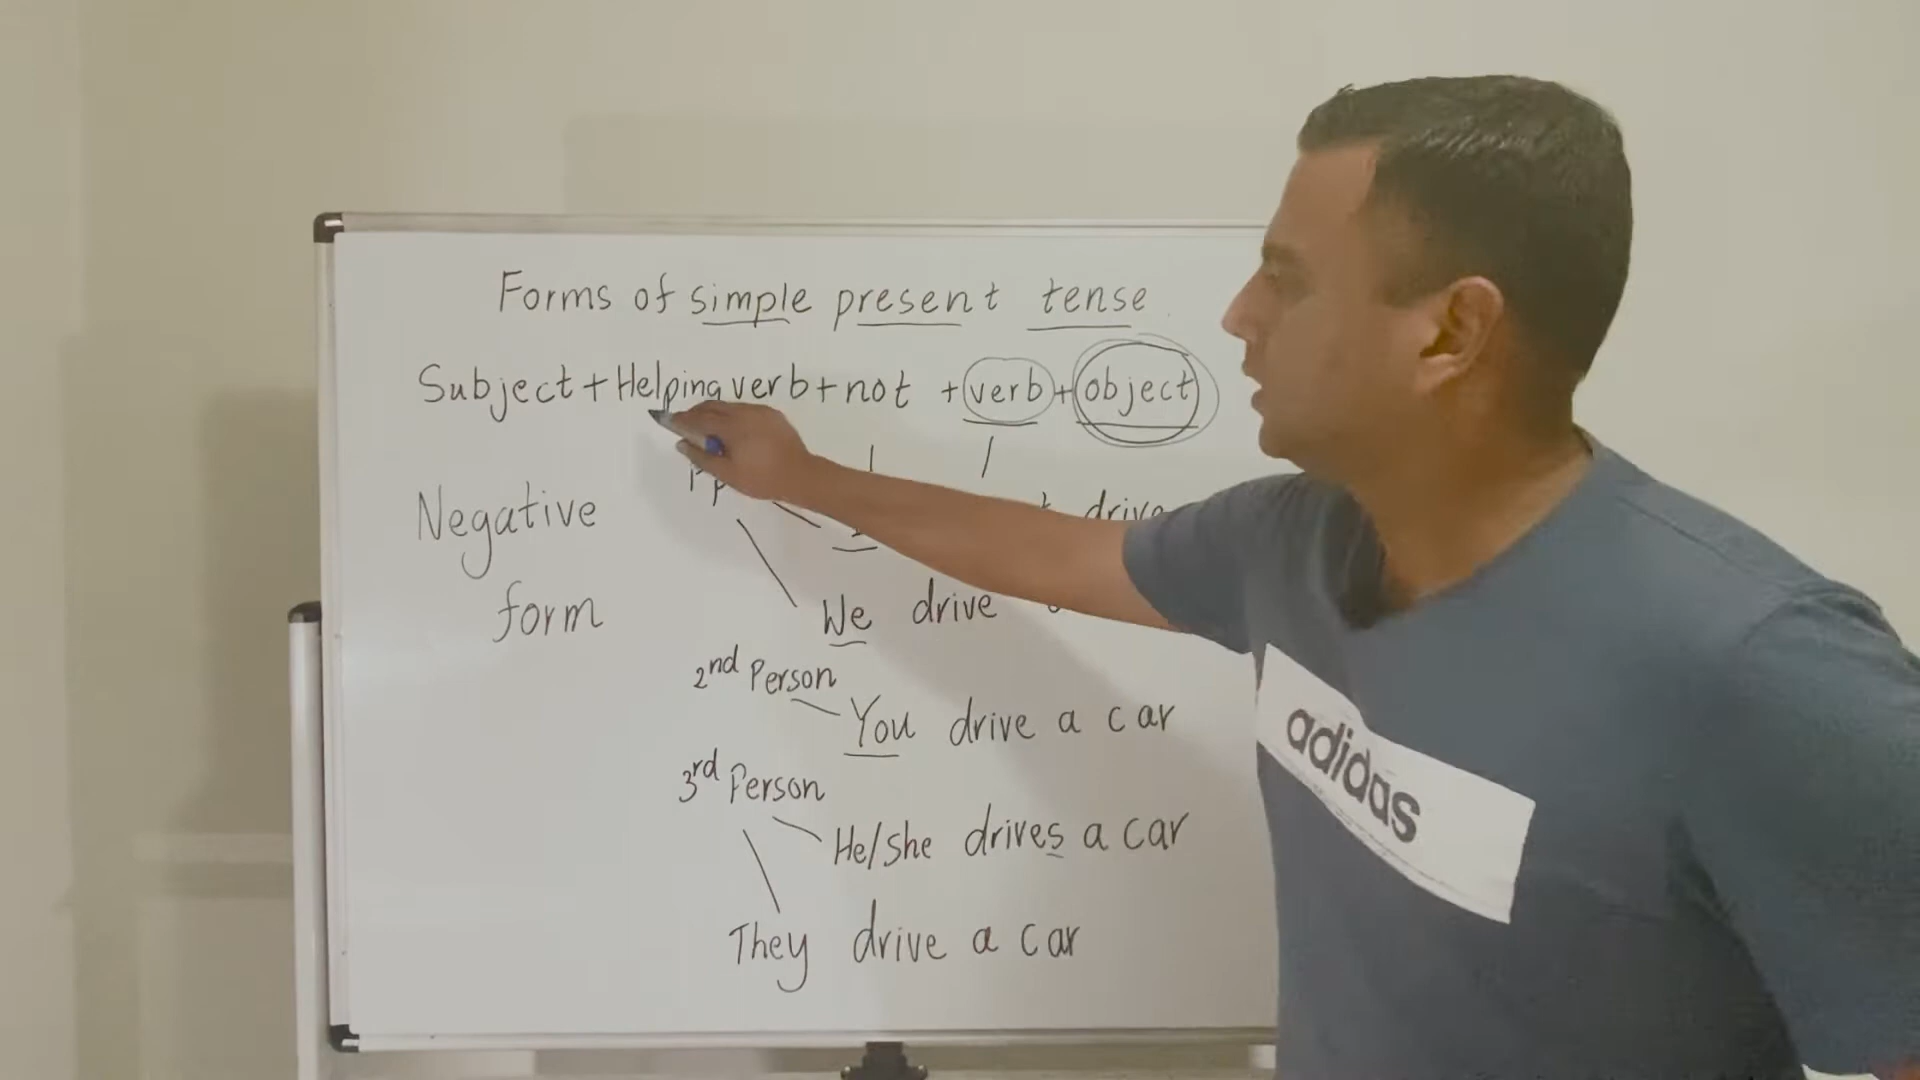 Forms of simple present tense
Subject + Helping verb + not + verb + object
Negative
form
drive
We drive
2nd Person
You drive a car
3rd Person
He/She drives a car
They drive a car
adidas